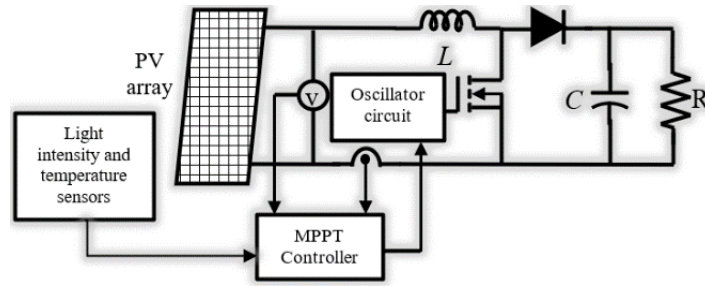 PV
array
V
L
Oscillator
circuit
C
R
Light
intensity and
temperature
sensors
MPPT
Controller